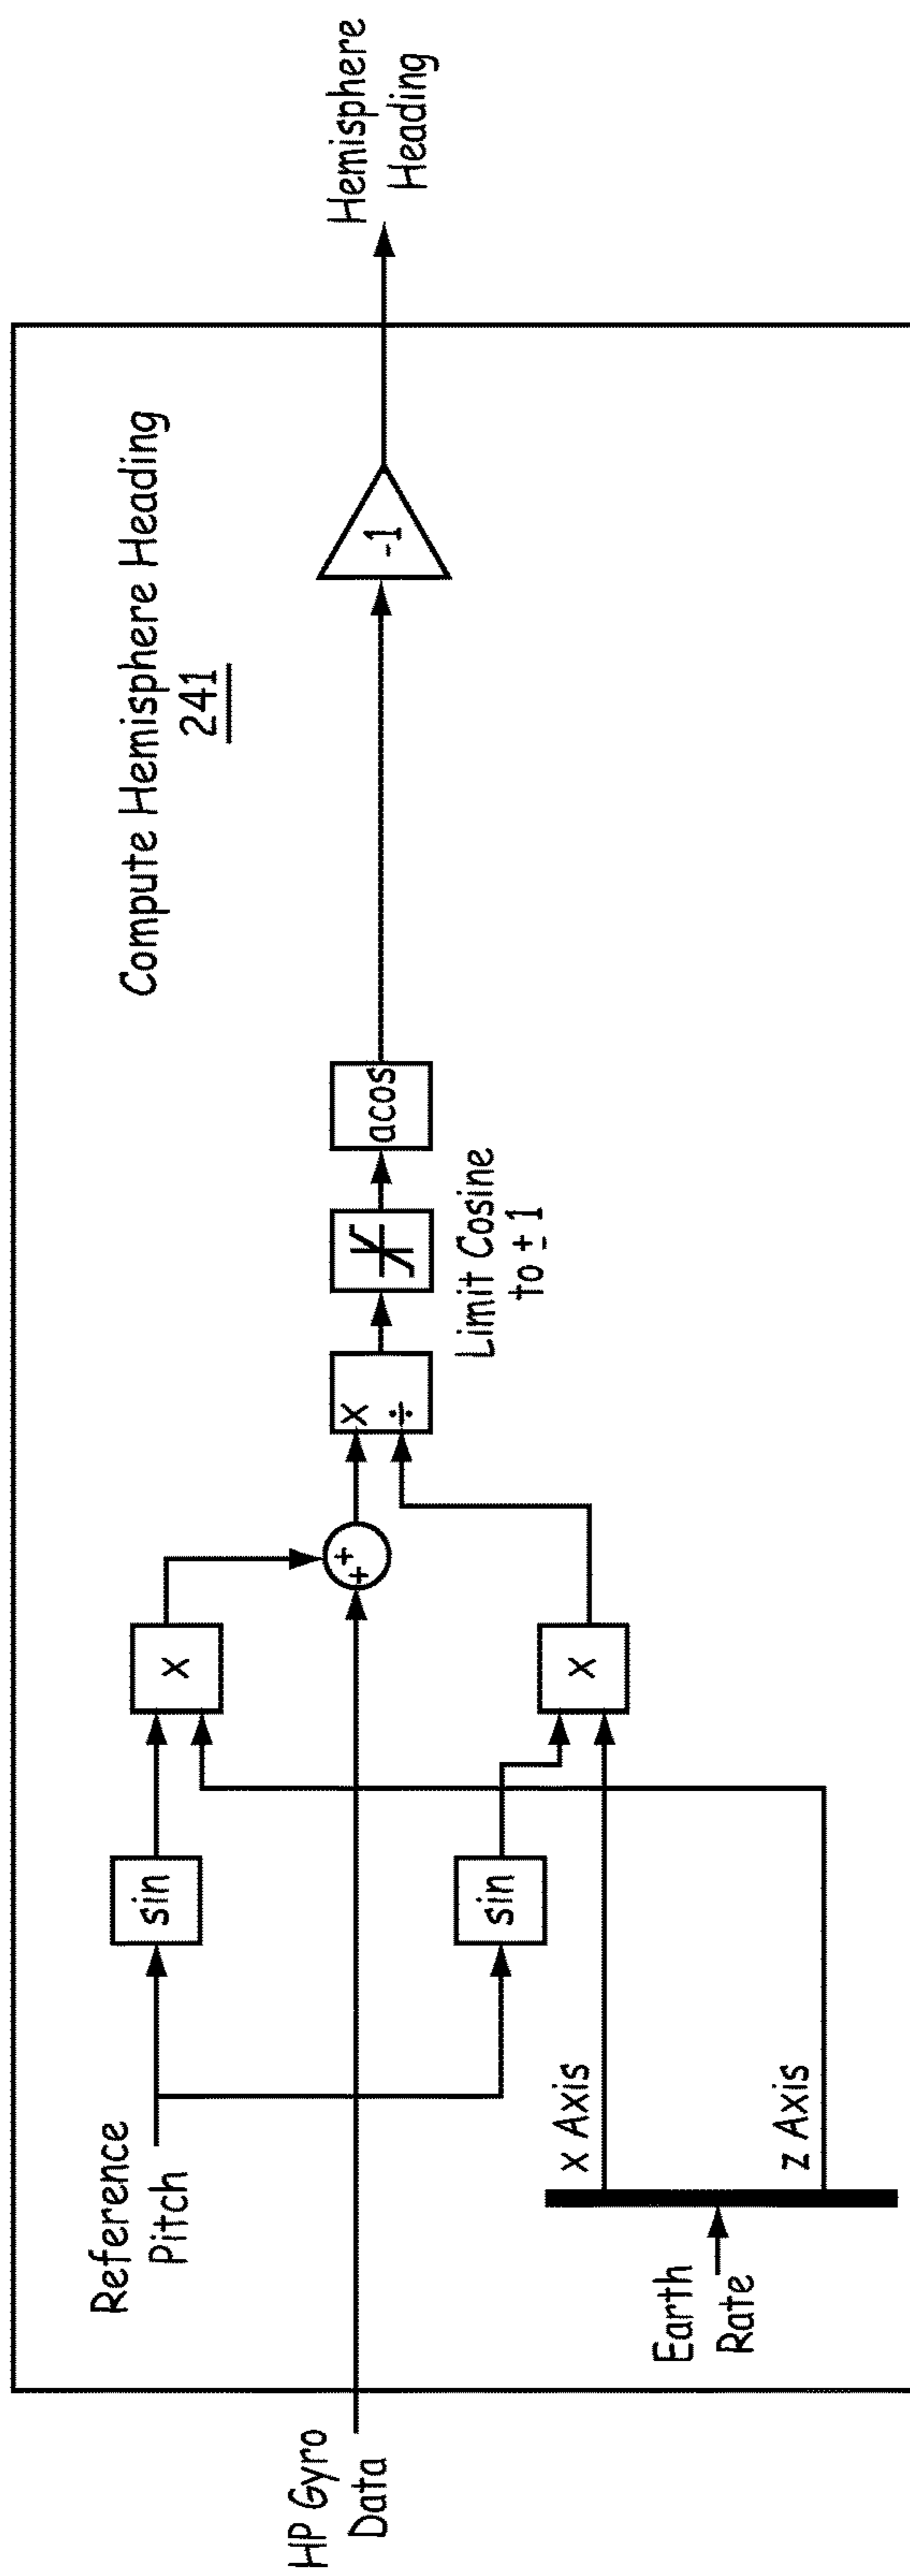 Compute Hemisphere Heading
241
Reference
Pitch
HP Gyro
Data
Earth
Rate
x Axis
z Axis
sin
sin
x
x
+
+
x
÷
Limit Cosine
to ± 1
acos
-1
Hemisphere
Heading